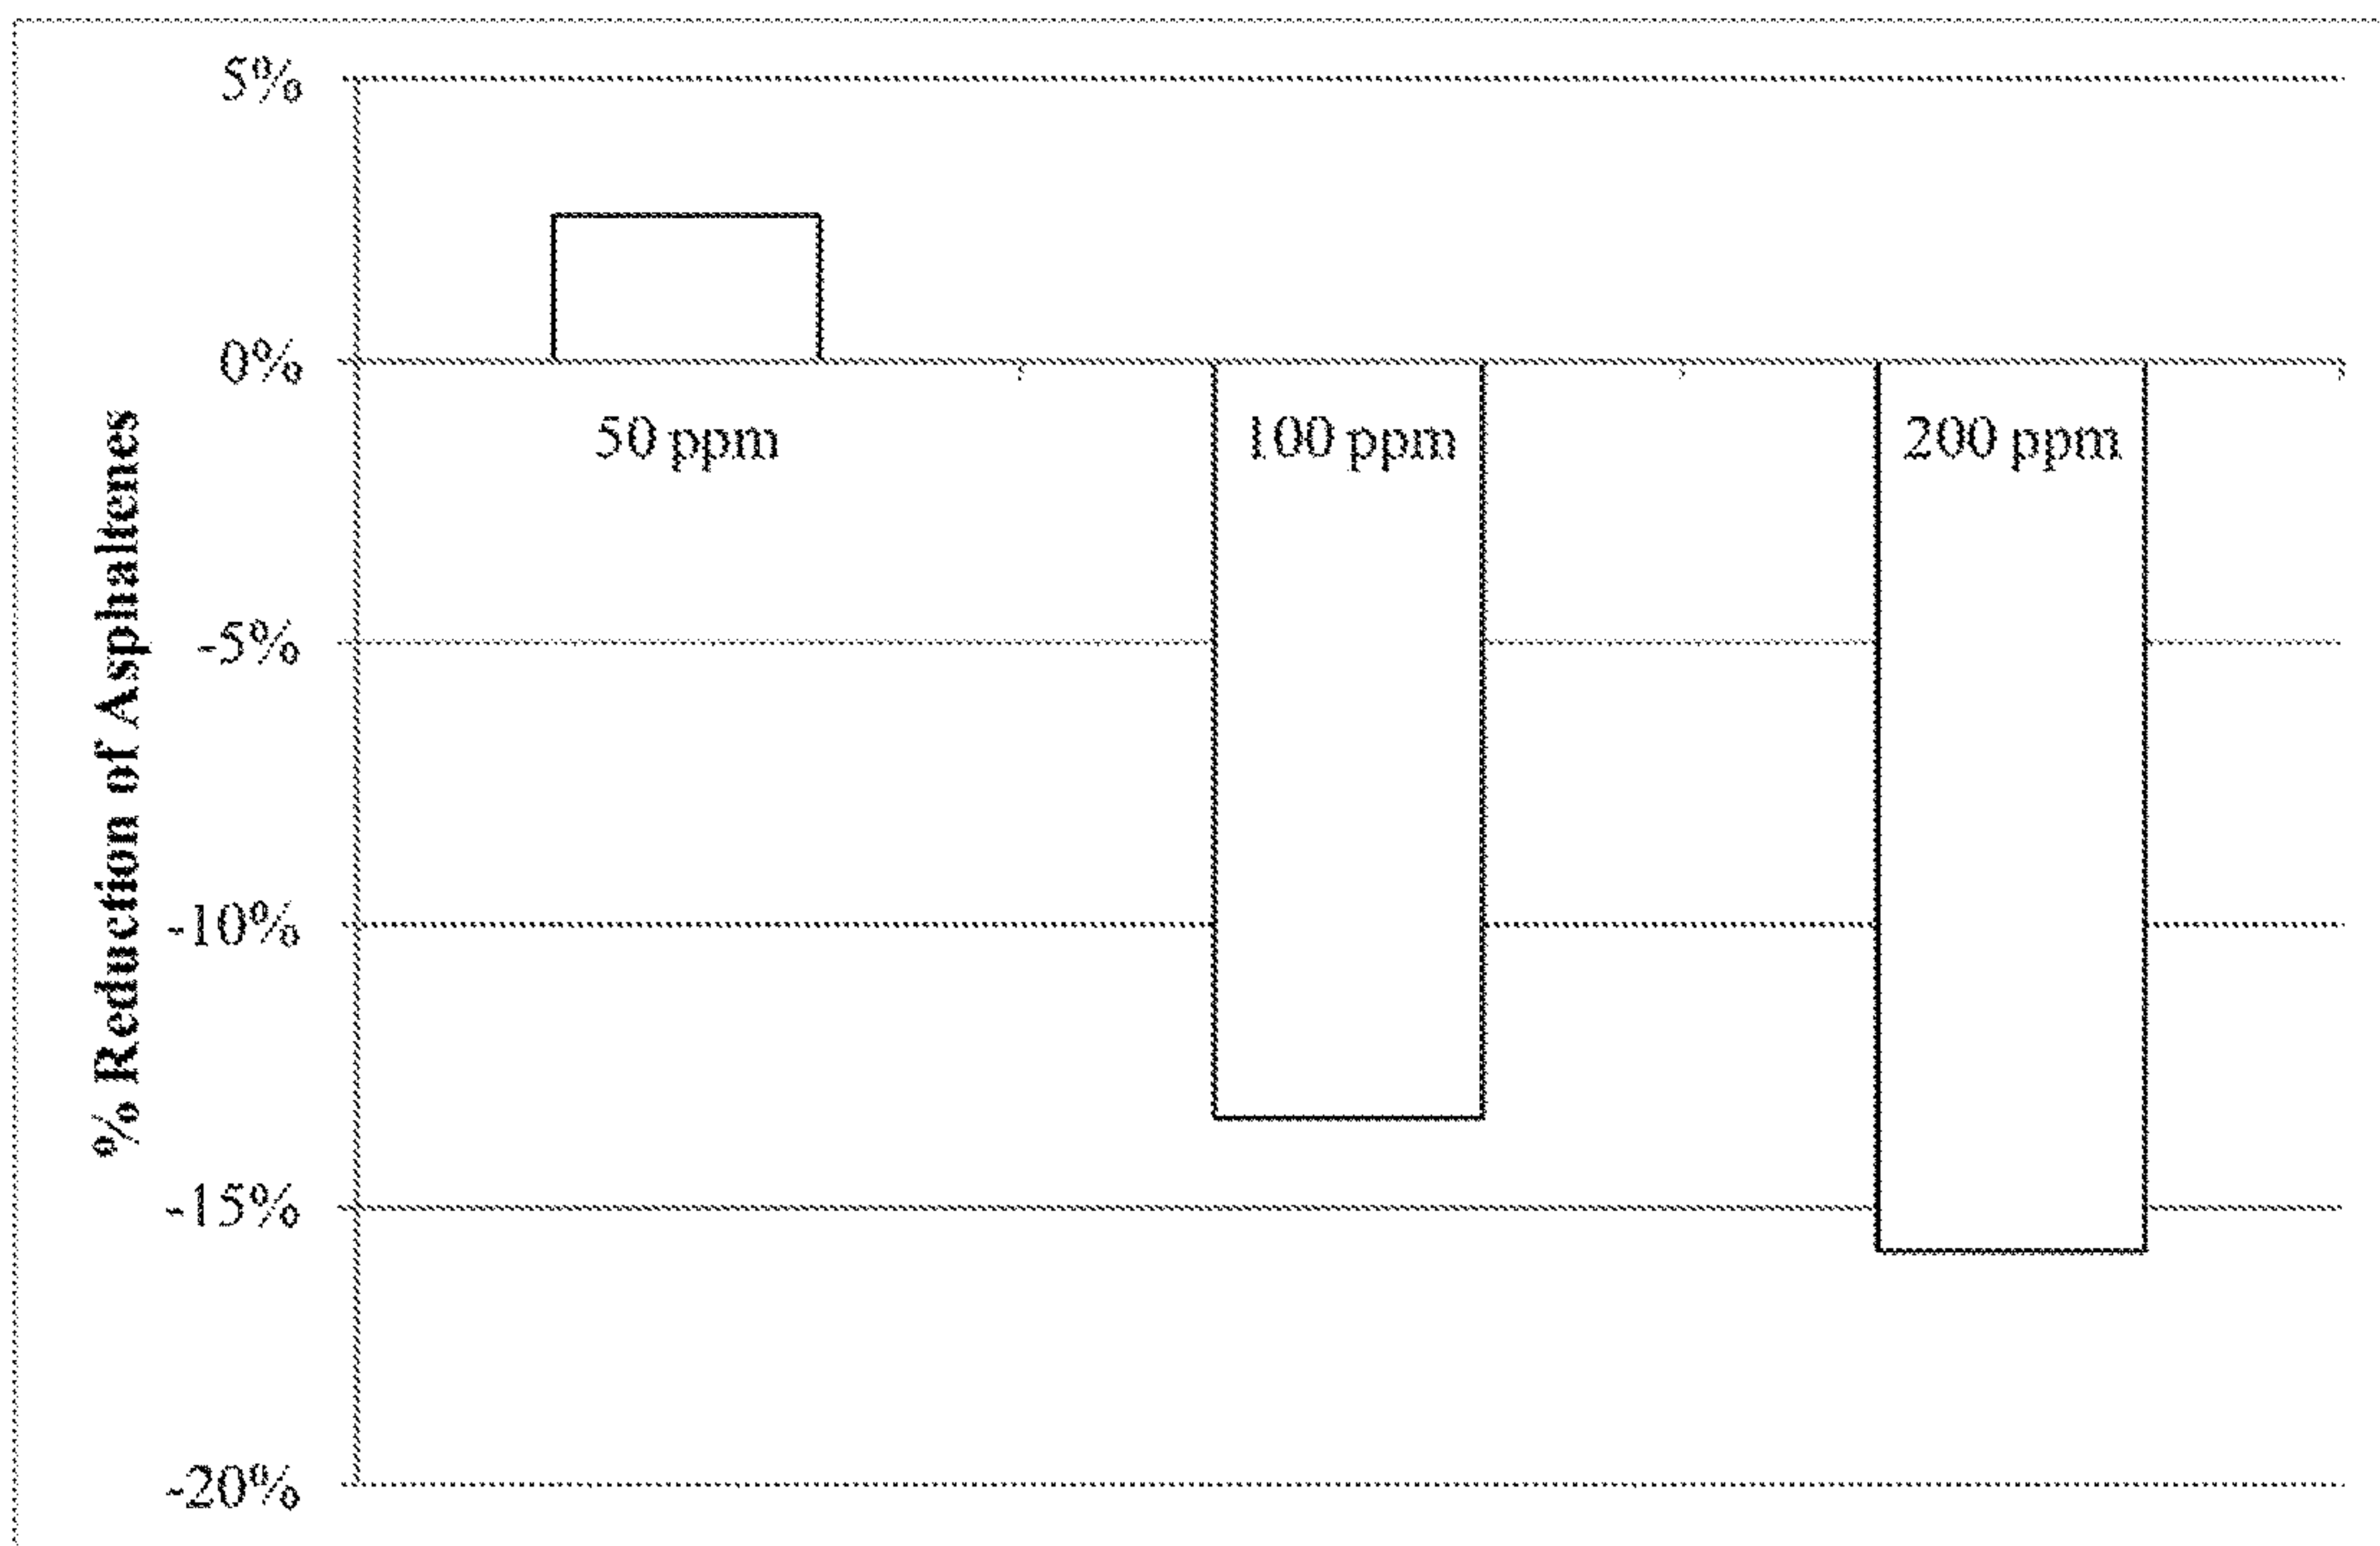 5%
0%
-5%
-10%
-15%
-20%
% Reduction of Asphaltenes
50 ppm
100 ppm
200 ppm